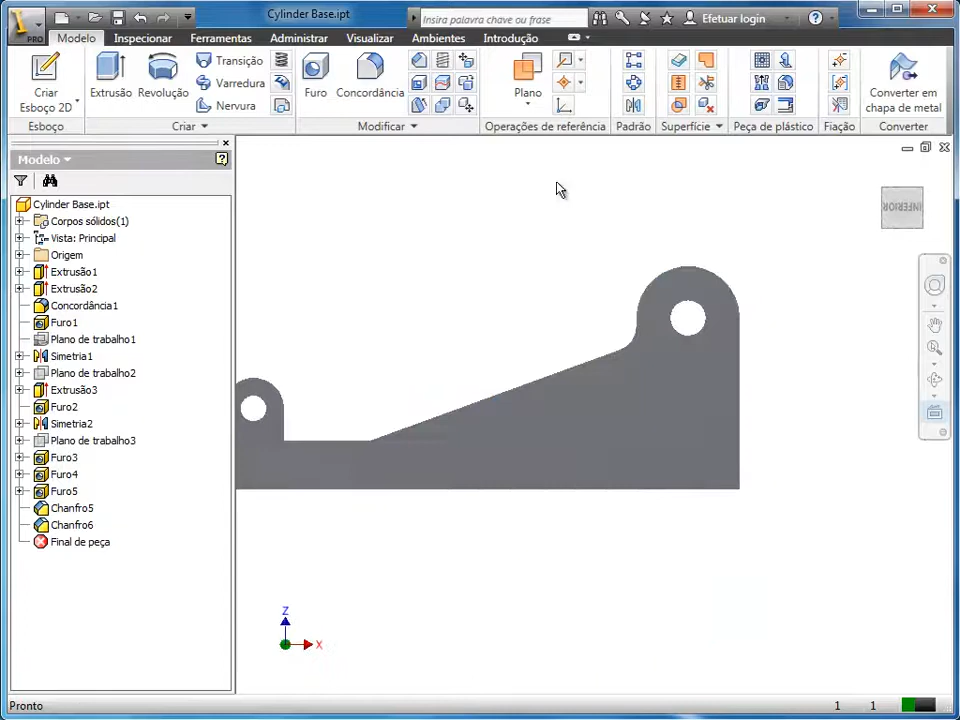 Cylinder Base.ipt
Inserir palavra chave ou frase
Efetuar login
PRO
Modelo
Inspecionar
Ferramentas
Administrar
Visualizar
Ambientes
Introdução
Criar
Esboço 2D
Extrusão
Revolução
Transição
Varredura
Nervura
Furo
Concordância
Plano
Converter em
chapa de metal
Esboço
Criar
Modificar
Operações de referência
Padrão
Superfície
Peça de plástico
Fiação
Converter
Modelo
Cylinder Base.ipt
Corpos sólidos(1)
Vista: Principal
Origem
Extrusão1
Extrusão2
Concordância1
Furo1
Plano de trabalho1
Simetria1
Plano de trabalho2
Extrusão3
Furo2
Simetria2
Plano de trabalho3
Furo3
Furo4
Furo5
Chanfro5
Chanfro6
Final de peça
INFERIOR
Z
X
Pronto
1
1